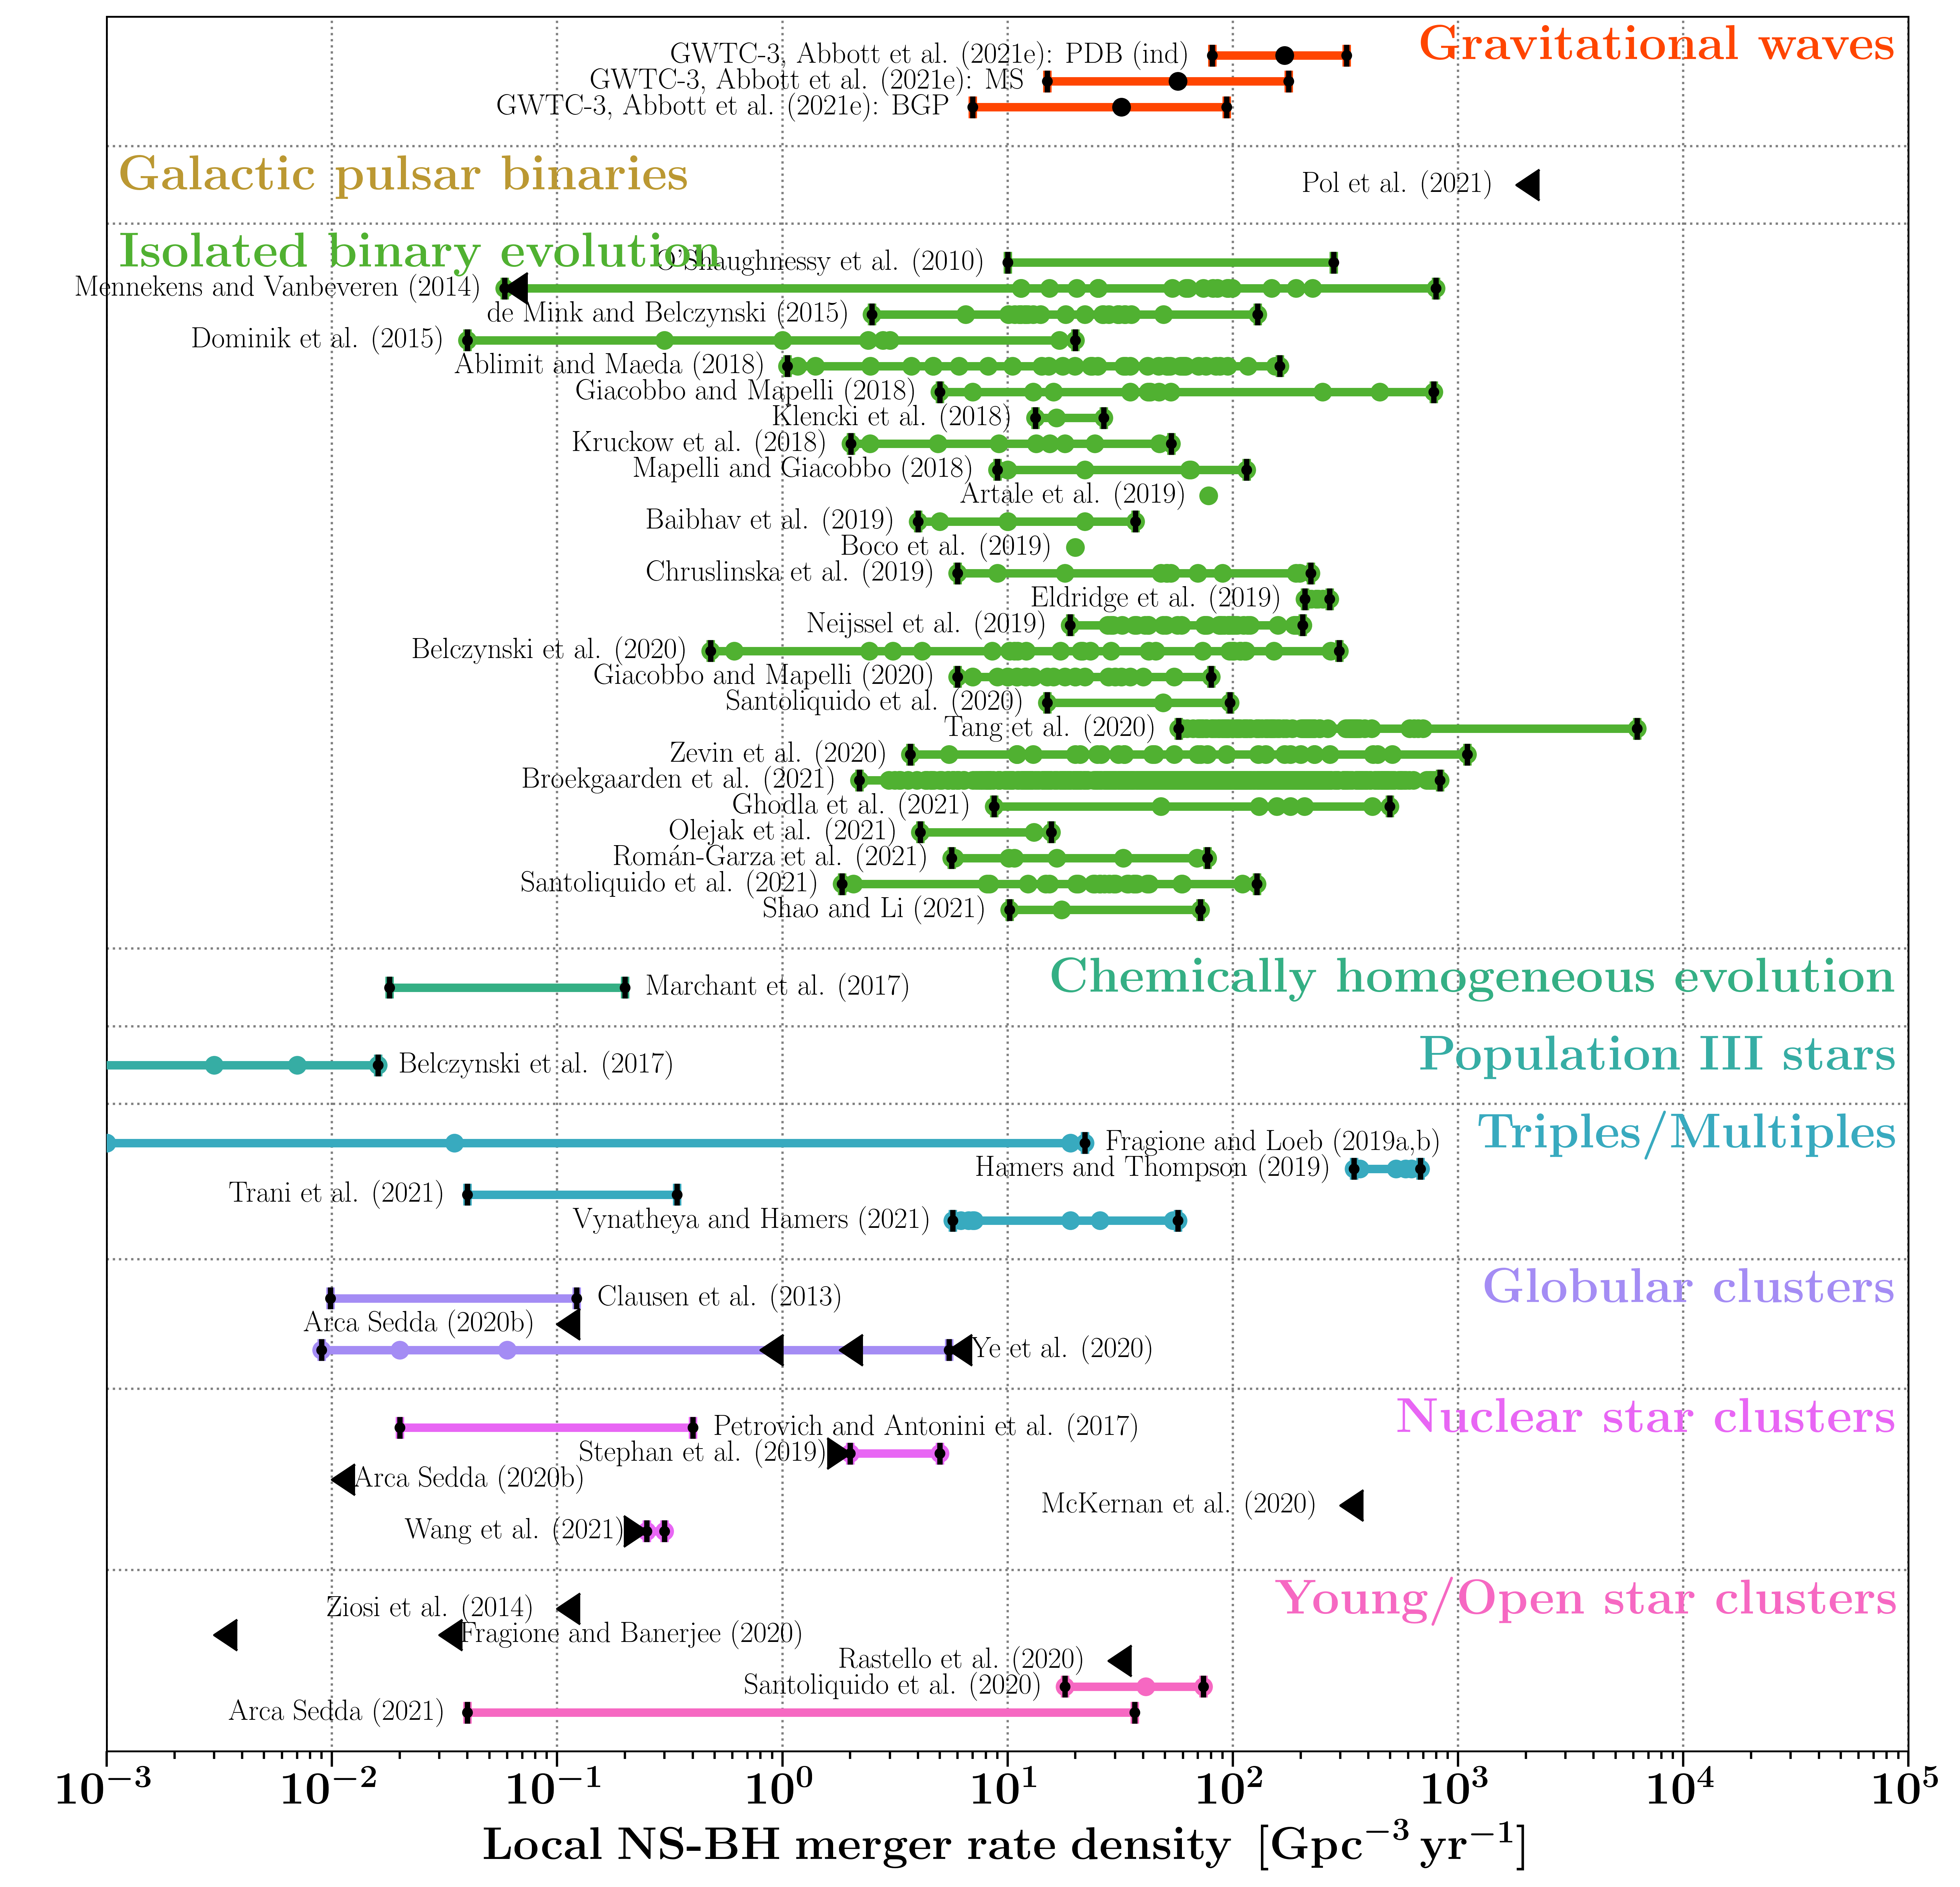 GWTC-3, Abbott et al. (2021e): PDB (ind)
Gravitational waves
GWTC-3, Abbott et al. (2021e): MS
GWTC-3, Abbott et al. (2021e): BGP
Galactic pulsar binaries
Pol et al. (2021)
Isolated binary evolution
O'Shaughnessy et al. (2010)
Mennekens and Vanbeveren (2014)
de Mink and Belczynski (2015)
Dominik et al. (2015)
Ablimit and Maeda (2018)
Giacobbo and Mapelli (2018)
Klencki et al. (2018)
Kruckow et al. (2018)
Mapelli and Giacobbo (2018)
Artale et al. (2019)
Baibhav et al. (2019)
Boco et al. (2019)
Chruslinska et al. (2019)
Eldridge et al. (2019)
Neijssel et al. (2019)
Belczynski et al. (2020)
Giacobbo and Mapelli (2020)
Santoliquido et al. (2020)
Tang et al. (2020)
Zevin et al. (2020)
Broekgaarden et al. (2021)
Ghodla et al. (2021)
Olejak et al. (2021)
Román-Garza et al. (2021)
Santoliquido et al. (2021)
Shao and Li (2021)
Chemically homogeneous evolution
Marchant et al. (2017)
Population III stars
Belczynski et al. (2017)
Triples/Multiples
Fragione and Loeb (2019a,b)
Hamers and Thompson (2019)
Trani et al. (2021)
Vynatheya and Hamers (2021)
Globular clusters
Clausen et al. (2013)
Arca Sedda (2020b)
Ye et al. (2020)
Nuclear star clusters
Petrovich and Antonini et al. (2017)
Stephan et al. (2019)
Arca Sedda (2020b)
McKernan et al. (2020)
Wang et al. (2021)
Young/Open star clusters
Ziosi et al. (2014)
Fragione and Banerjee (2020)
Rastello et al. (2020)
Santoliquido et al. (2020)
Arca Sedda (2021)
10⁻³ 10⁻² 10⁻¹ 10⁰ 10¹ 10² 10³ 10⁴ 10⁵
Local NS-BH merger rate density [Gpc⁻³ yr⁻¹]